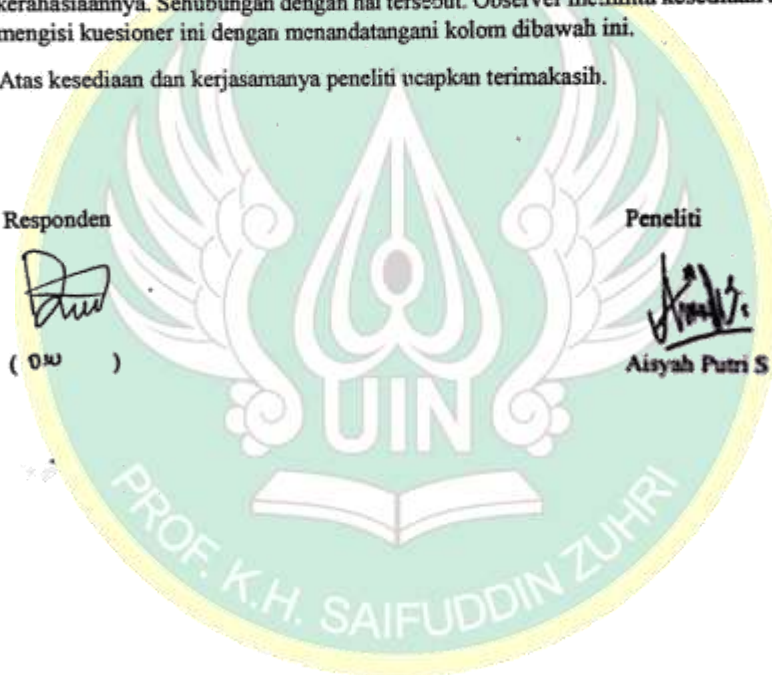 kerahasiaannya. Sehubungan dengan hal tersebut. Observer meminta kesediaan
mengisi kuesioner ini dengan menandatangani kolom dibawah ini.
Atas kesediaan dan kerjasamanya peneliti ucapkan terimakasih.
Responden Peneliti
( )
Aisyah Putri S
UIN
PROF. K.H. SAIFUDDIN ZUHRI